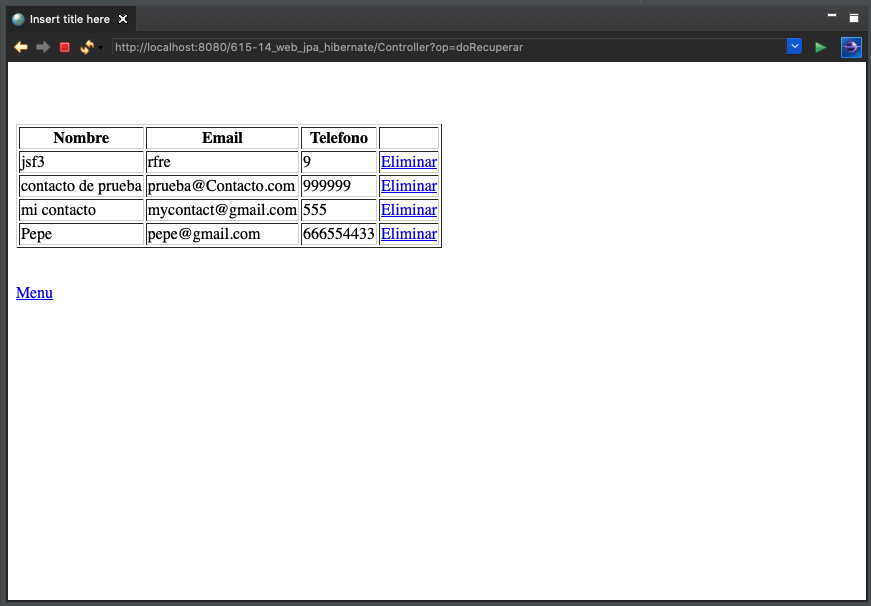 Insert title here
http://localhost:8080/615-14_web_jpa_hibernate/Controller?op=doRecuperar
Nombre Email Telefono
jsf3 rfre 9 Eliminar
contacto de prueba prueba@Contacto.com 999999 Eliminar
mi contacto mycontact@gmail.com 555 Eliminar
Pepe pepe@gmail.com 666554433 Eliminar
Menu